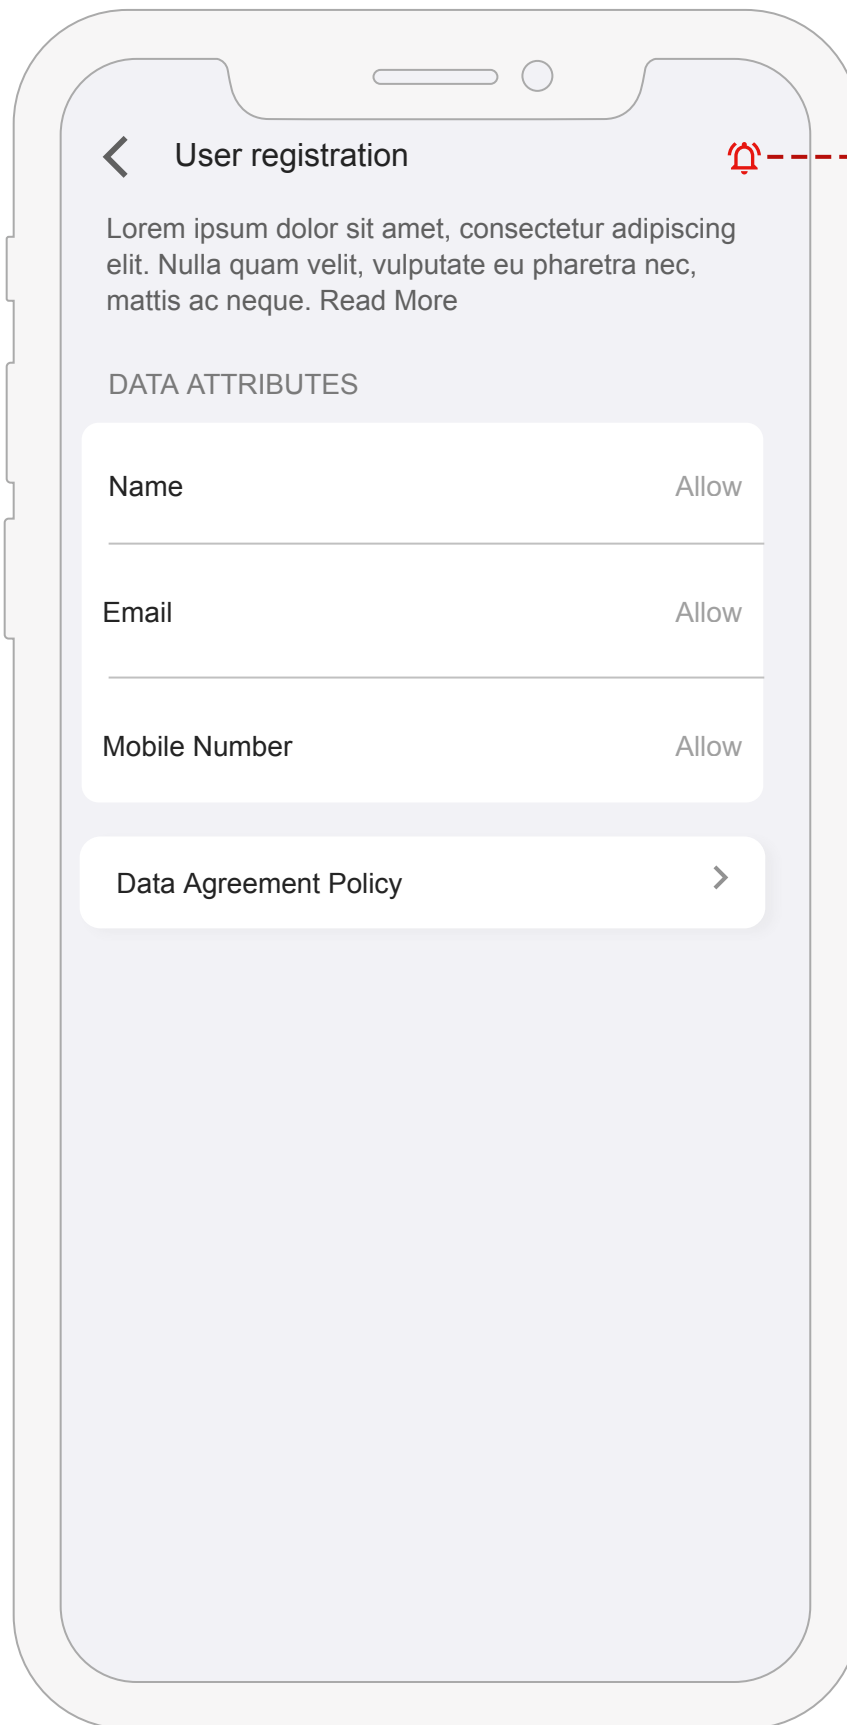 User registration
Lorem ipsum dolor sit amet, consectetur adipiscing
elit. Nulla quam velit, vulputate eu pharetra nec,
mattis ac neque. Read More
DATA ATTRIBUTES
Name Allow
Email Allow
Mobile Number Allow
Data Agreement Policy